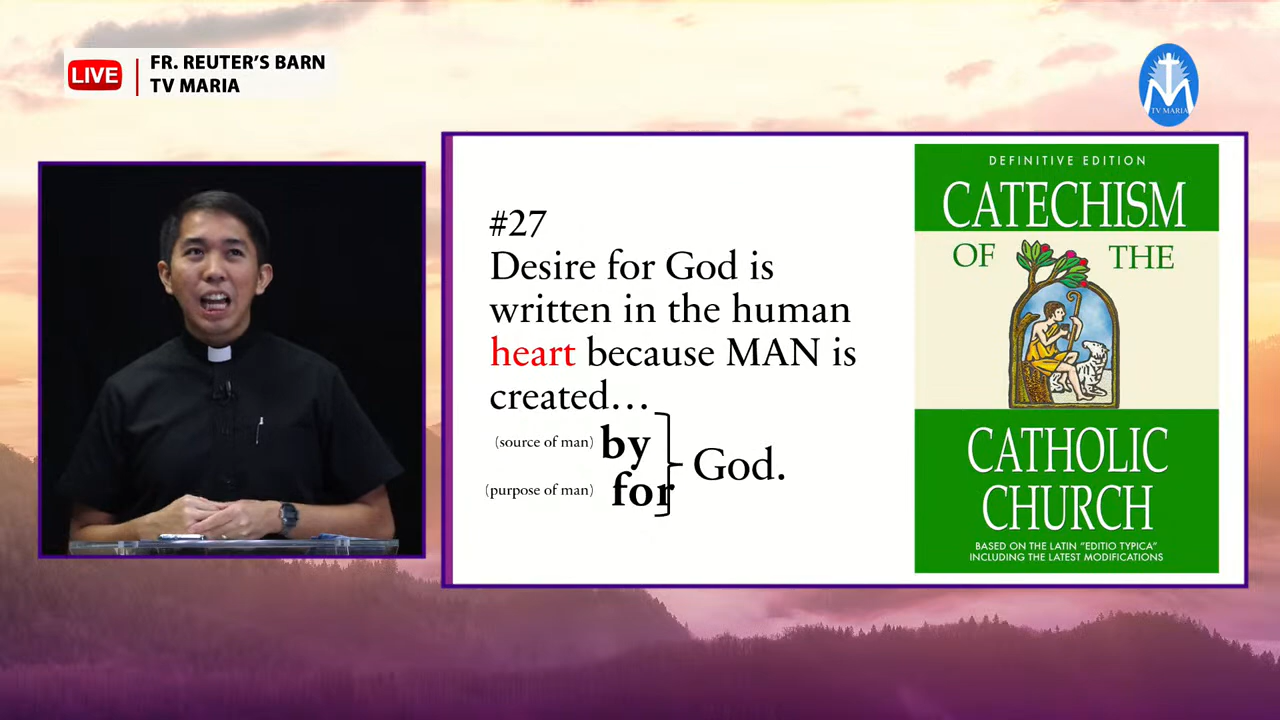 LIVE
FR. REUTER'S BARN
TV MARIA
TV MARIA
#27
Desire for God is
written in the human
heart because MAN is
created…
(source of man) by
(purpose of man) for
God.
DEFINITIVE EDITION
CATECHISM
OF THE
CATHOLIC
CHURCH
BASED ON THE LATIN "EDITIO TYPICA"
INCLUDING THE LATEST MODIFICATIONS